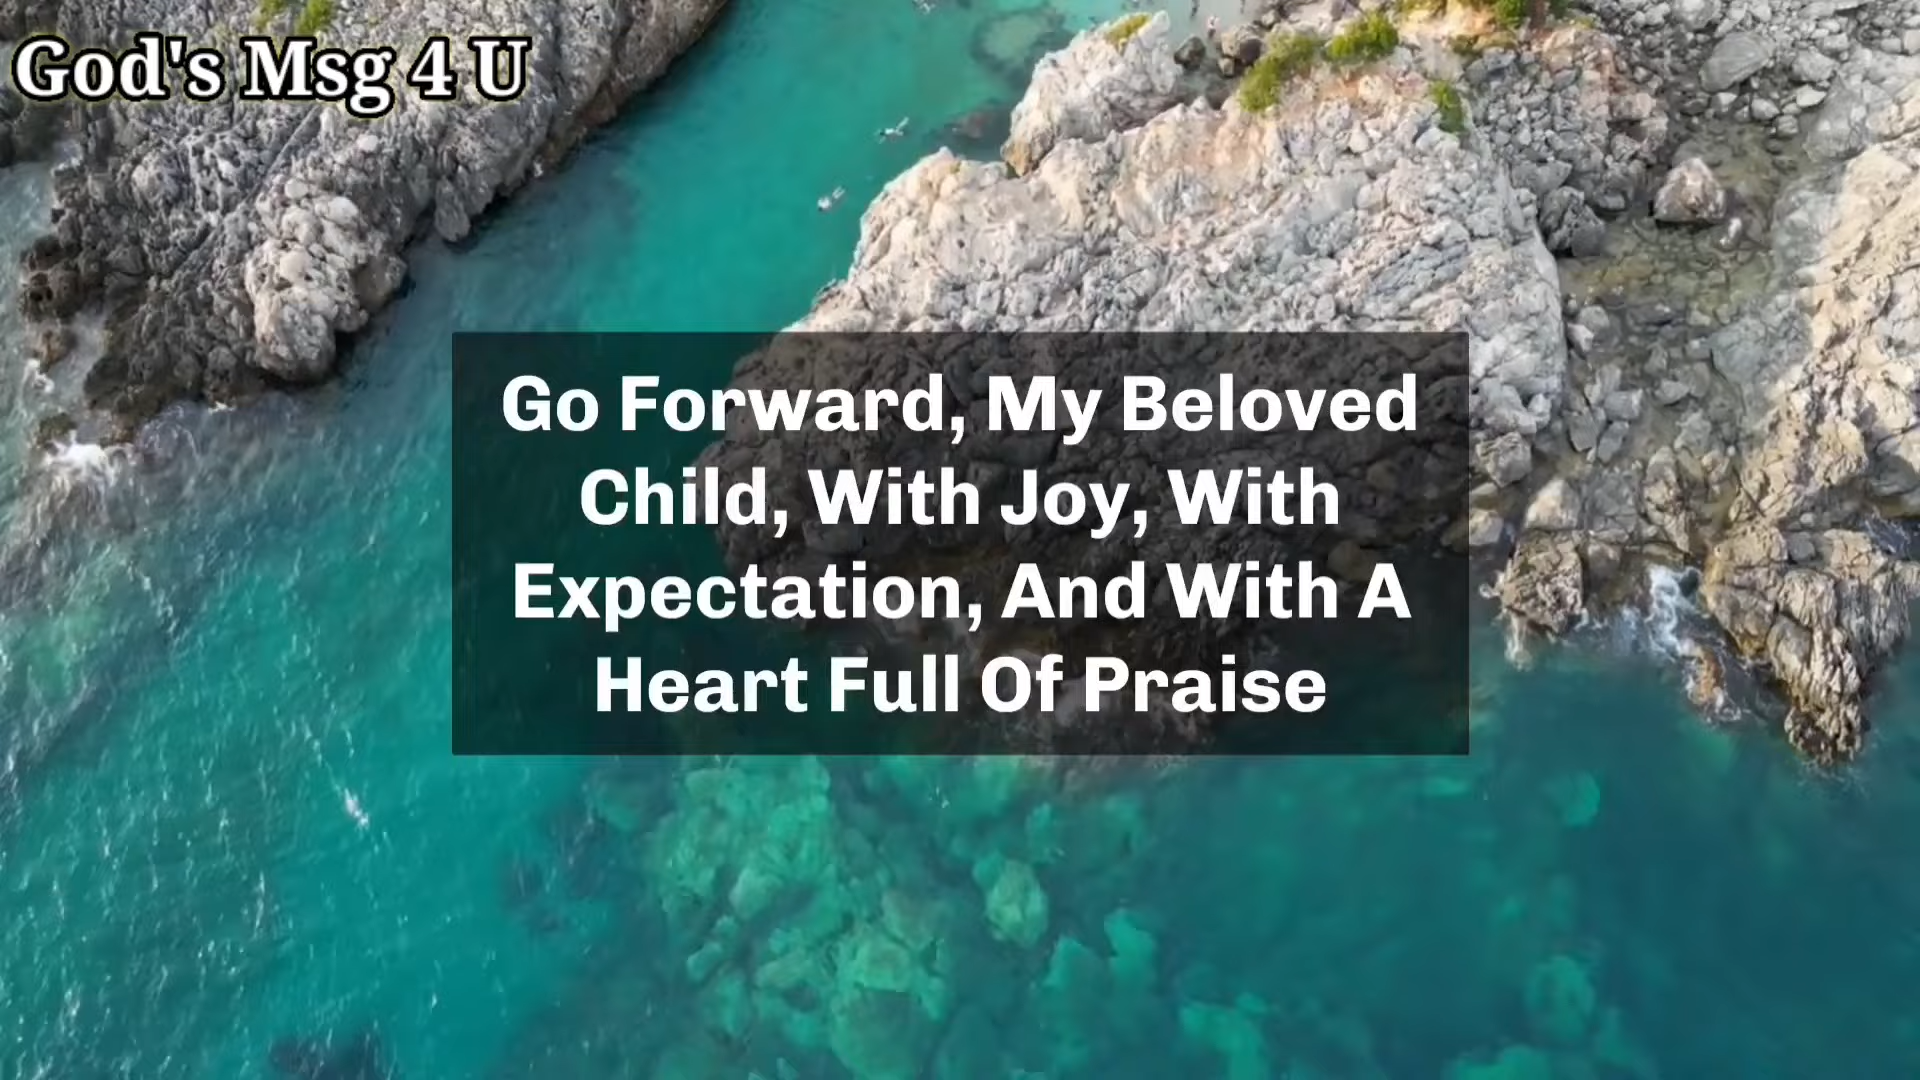 God's Msg 4 U
Go Forward, My Beloved
Child, With Joy, With
Expectation, And With A
Heart Full Of Praise